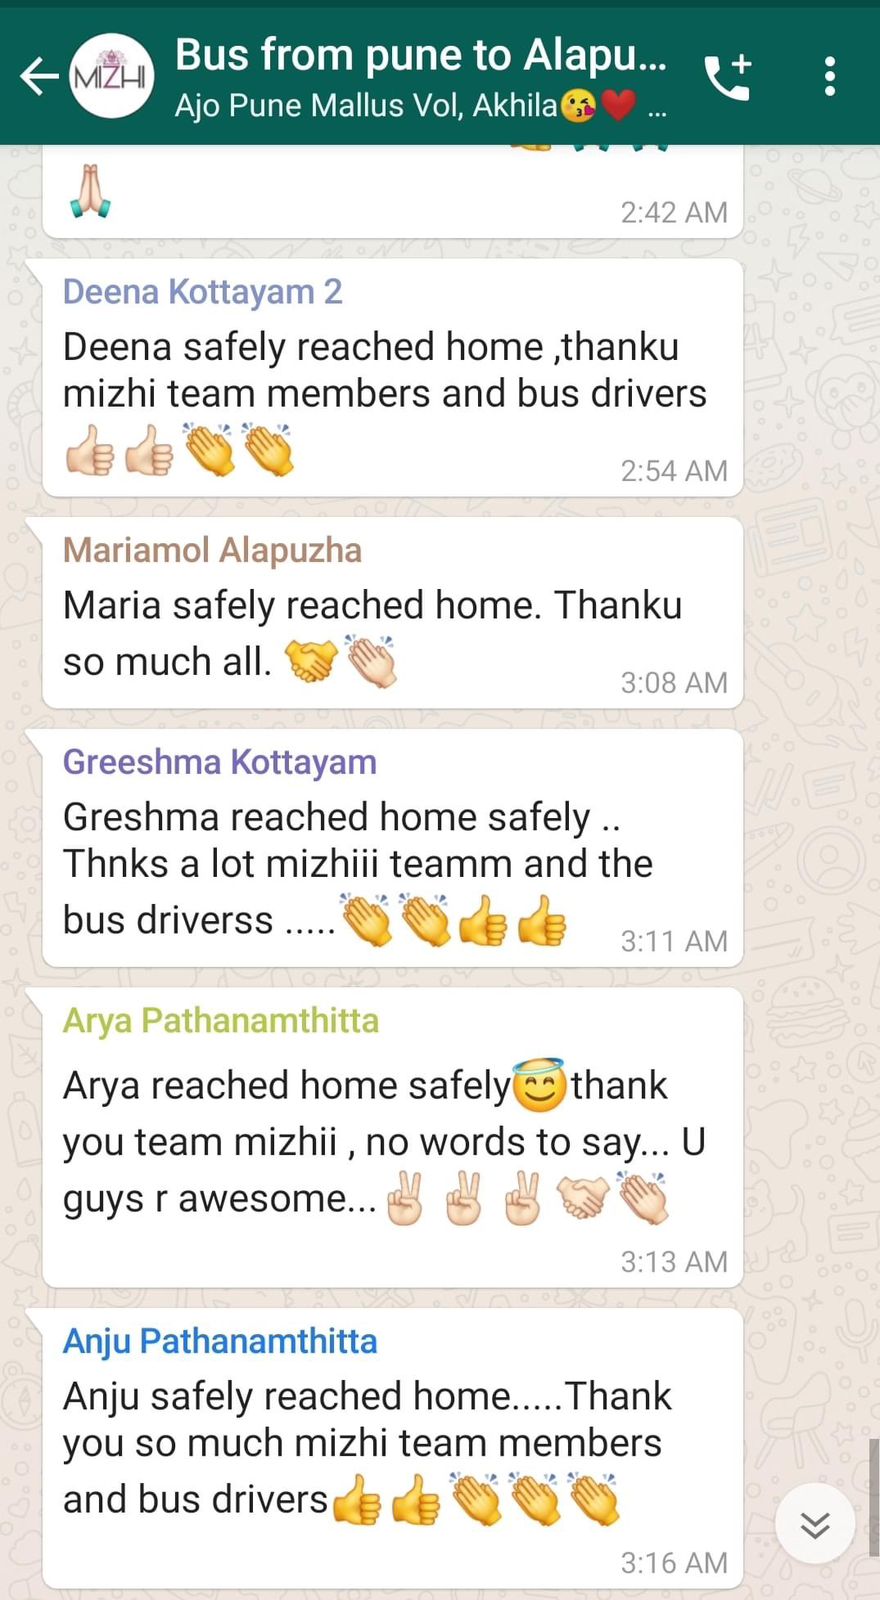 MIZHI
Bus from pune to Alapu...
Ajo Pune Mallus Vol, Akhila😘❤️ ...
🙏🏻
2:42 AM
Deena Kottayam 2
Deena safely reached home ,thanku
mizhi team members and bus drivers
👍🏻👍🏻👏👏
2:54 AM
Mariamol Alapuzha
Maria safely reached home. Thanku
so much all. 🤝👏🏻
3:08 AM
Greeshma Kottayam
Greshma reached home safely ..
Thnks a lot mizhiii teamm and the
bus driverss .....👏👏👍👍
3:11 AM
Arya Pathanamthitta
Arya reached home safely😇thank
you team mizhii , no words to say... U
guys r awesome...✌🏻✌🏻✌🏻🤝🏻👏🏻
3:13 AM
Anju Pathanamthitta
Anju safely reached home.....Thank
you so much mizhi team members
and bus drivers👍👍👏👏👏
3:16 AM